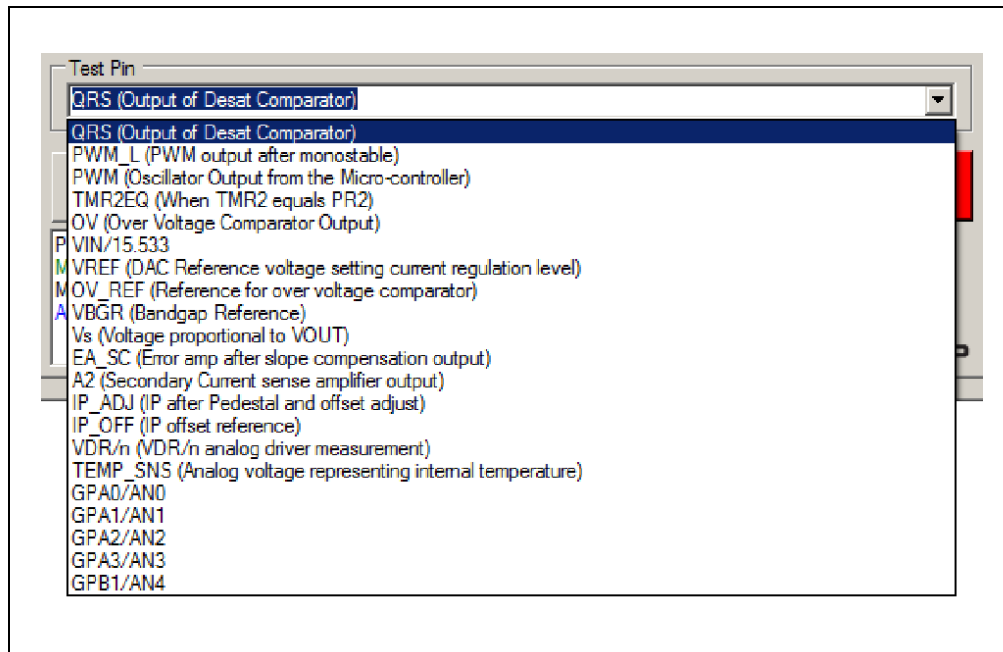 Test Pin
QRS (Output of Desat Comparator)
QRS (Output of Desat Comparator)
PWM_L (PWM output after monostable)
PWM (Oscillator Output from the Micro-controller)
TMR2EQ (When TMR2 equals PR2)
OV (Over Voltage Comparator Output)
P VIN/15.533
M VREF (DAC Reference voltage setting current regulation level)
M OV_REF (Reference for over voltage comparator)
A VBGR (Bandgap Reference)
Vs (Voltage proportional to VOUT)
EA_SC (Error amp after slope compensation output)
A2 (Secondary Current sense amplifier output)
IP_ADJ (IP after Pedestal and offset adjust)
IP_OFF (IP offset reference)
VDR/n (VDR/n analog driver measurement)
TEMP_SNS (Analog voltage representing internal temperature)
GPA0/AN0
GPA1/AN1
GPA2/AN2
GPA3/AN3
GPB1/AN4